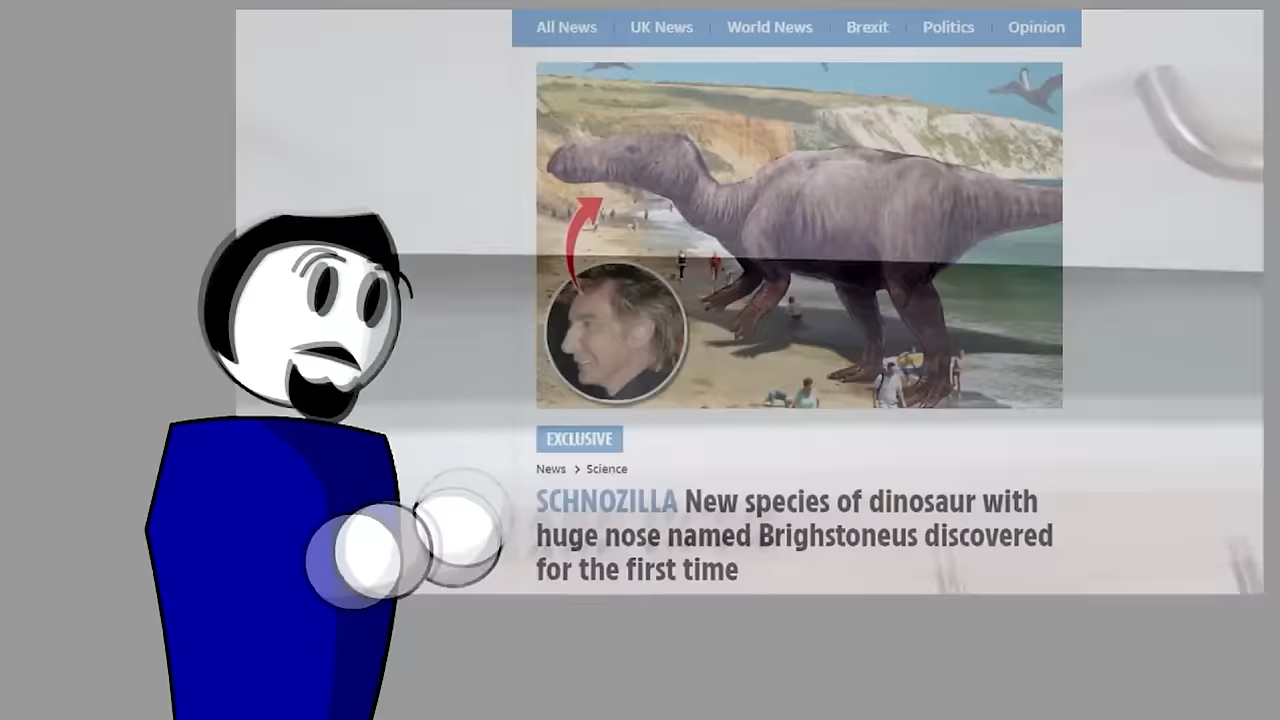 All News UK News World News Brexit Politics Opinion
EXCLUSIVE
News > Science
SCHNOZILLA New species of dinosaur with
huge nose named Brighstoneus discovered
for the first time